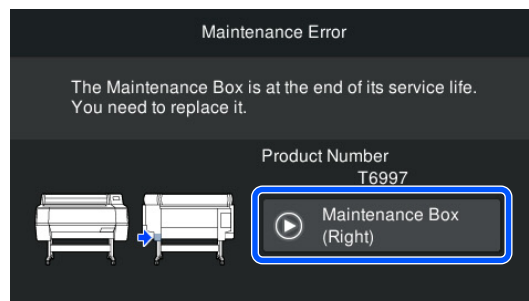 Maintenance Error
The Maintenance Box is at the end of its service life.
You need to replace it.
Product Number
T6997
Maintenance Box
(Right)